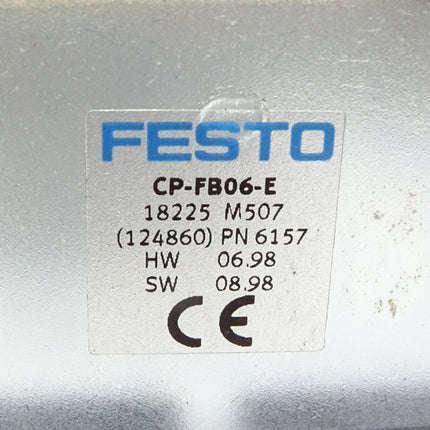 FESTO
CP-FB06-E
18225 M507
(124860) PN 6157
HW 06.98
SW 08.98
CE